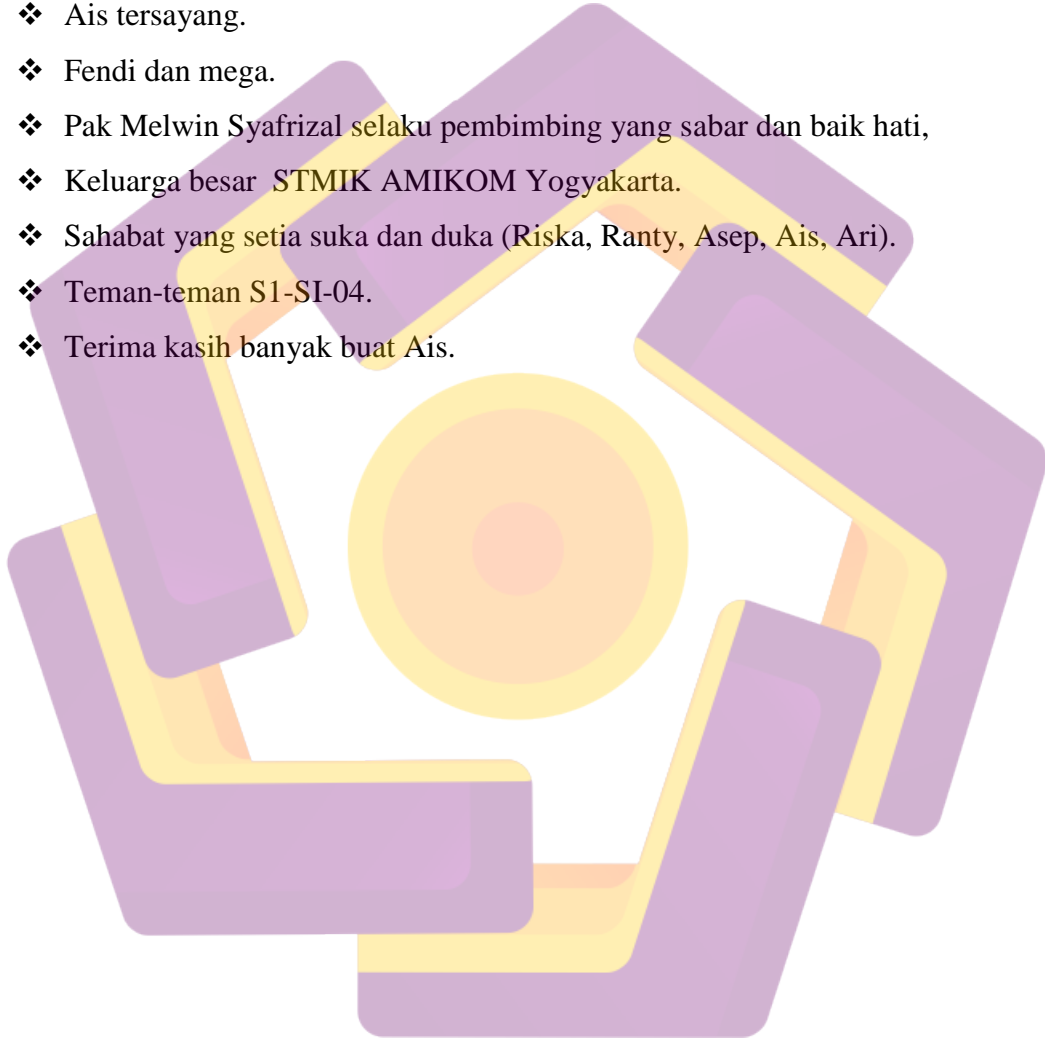 ❖ Ais tersayang.
❖ Fendi dan mega.
❖ Pak Melwin Syafrizal selaku pembimbing yang sabar dan baik hati,
❖ Keluarga besar STMIK AMIKOM Yogyakarta.
❖ Sahabat yang setia suka dan duka (Riska, Ranty, Asep, Ais, Ari).
❖ Teman-teman S1-SI-04.
❖ Terima kasih banyak buat Ais.